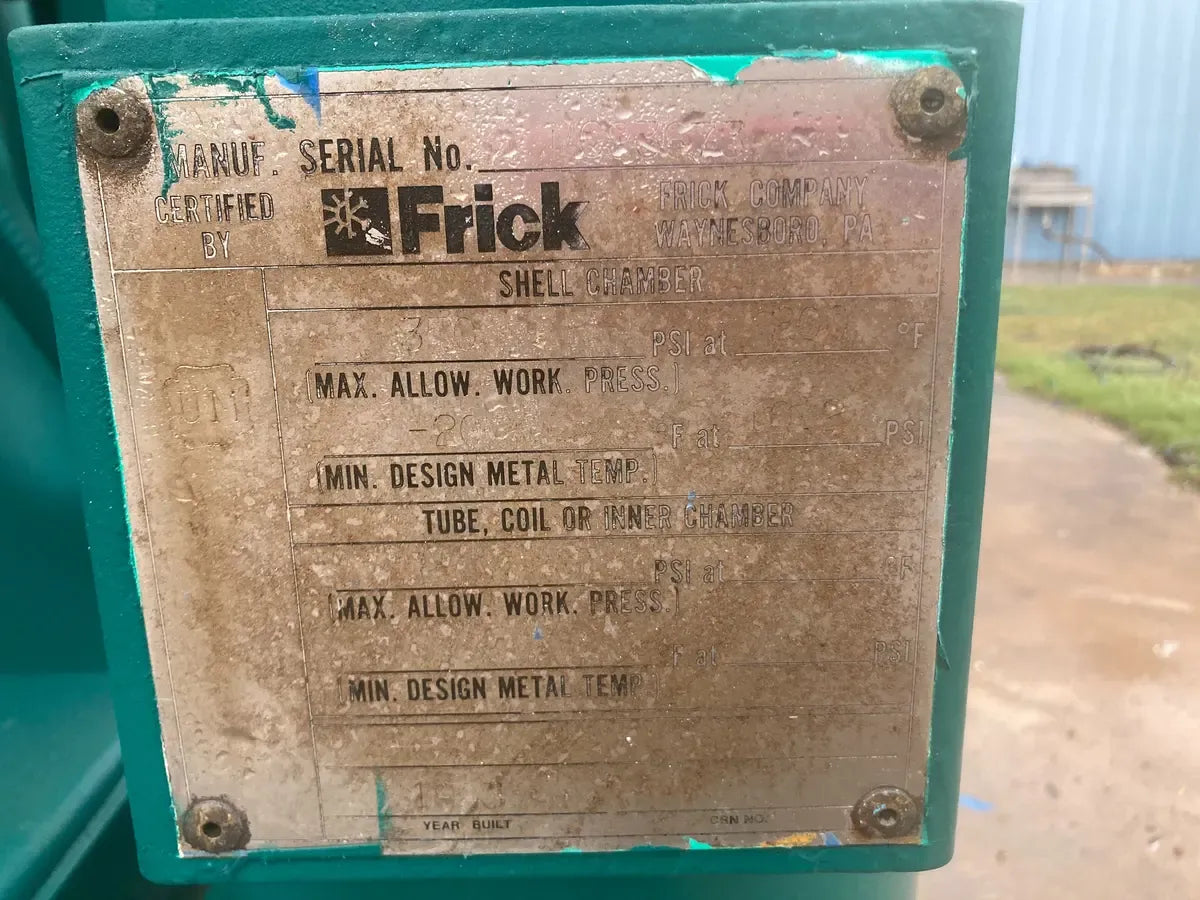 MANUF. SERIAL No.
CERTIFIED BY
Frick
FRICK COMPANY
WAYNESBORO, PA
SHELL CHAMBER
PSI at °F
(MAX. ALLOW. WORK. PRESS.)
-20 F at PSI
(MIN. DESIGN METAL TEMP.)
TUBE, COIL OR INNER CHAMBER
PSI at °F
(MAX. ALLOW. WORK. PRESS.)
F at PSI
(MIN. DESIGN METAL TEMP.)
YEAR BUILT
CRN NO.